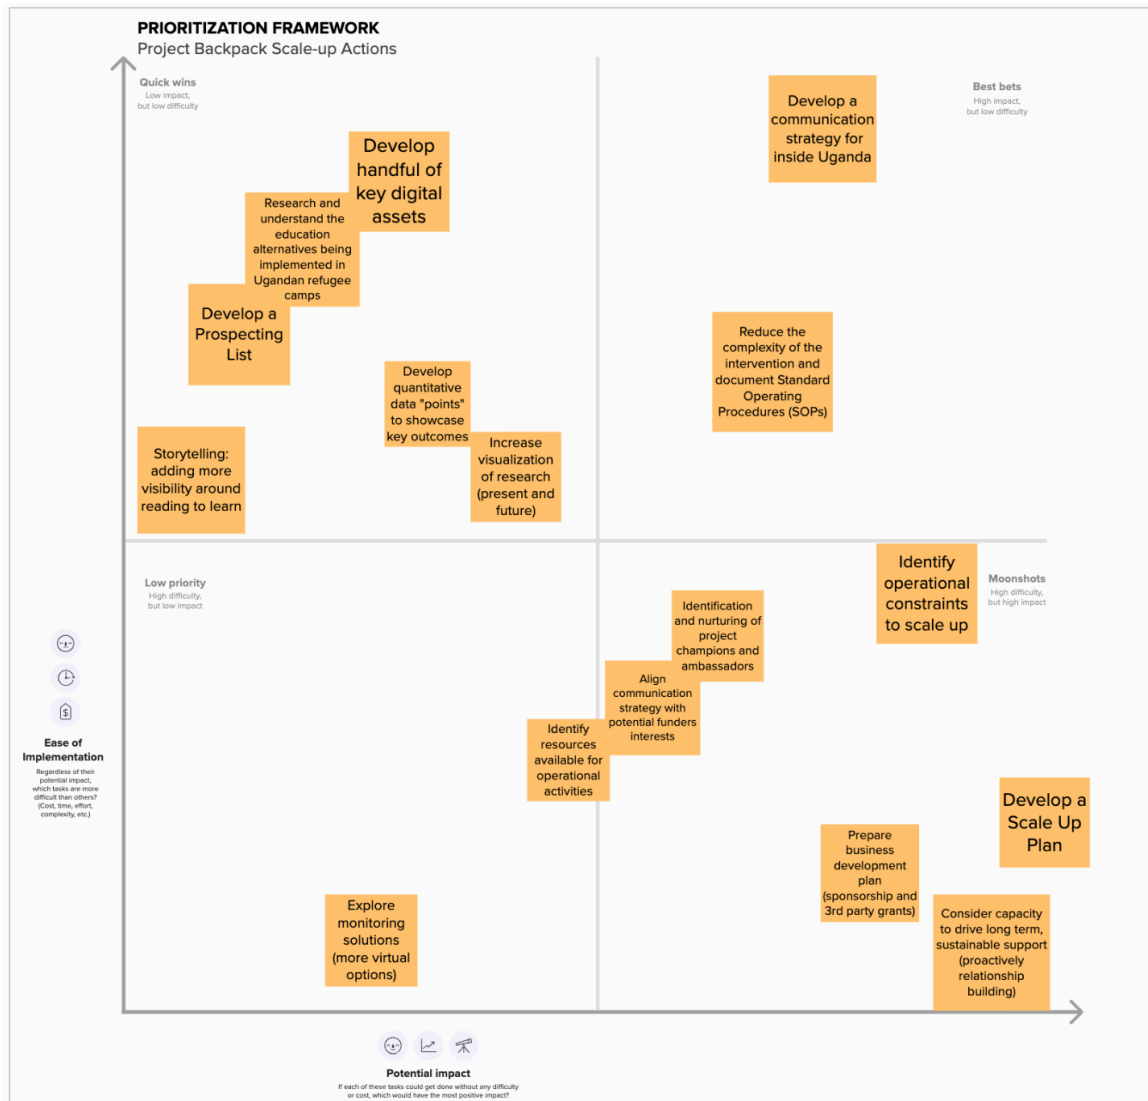 PRIORITIZATION FRAMEWORK
Project Backpack Scale-up Actions
Quick wins
Low impact,
but low difficulty
Best bets
High impact,
but low difficulty
Develop a
communication
strategy for
inside Uganda
Develop
handful of
key digital
assets
Research and
understand the
education
alternatives being
implemented in
Ugandan refugee
camps
Develop a
Prospecting
List
Reduce the
complexity of the
intervention and
document Standard
Operating
Procedures (SOPs)
Develop
quantitative
data "points"
to showcase
key outcomes
Storytelling:
adding more
visibility around
reading to learn
Increase
visualization
of research
(present and
future)
Low priority
High difficulty,
but low impact
Moonshots
High difficulty,
but high impact
Identify
operational
constraints
to scale up
Identification
and nurturing of
project
champions and
ambassadors
Align
communication
strategy with
potential funders
interests
Identify
resources
available for
operational
activities
Ease of
Implementation
Regardless of their
potential impact,
which tasks are more
difficult than others?
(Cost, time, effort,
complexity, etc.)
Develop a
Scale Up
Plan
Prepare
business
development
plan
(sponsorship and
3rd party grants)
Explore
monitoring
solutions
(more virtual
options)
Consider capacity
to drive long term,
sustainable support
(proactively
relationship
building)
Potential impact
If each of these tasks could get done without any difficulty
or cost, which would have the most positive impact?